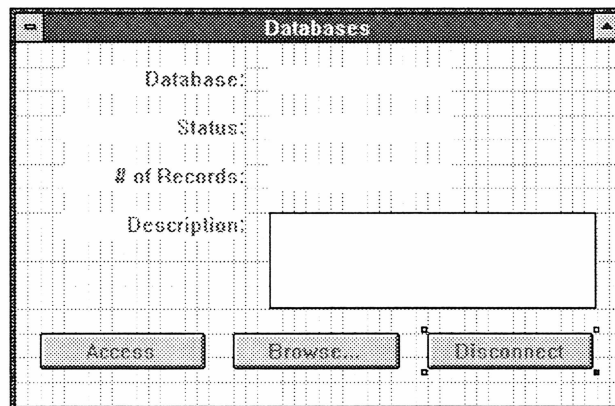 Databases
Database:
Status:
# of Records:
Description:
Access Browse... Disconnect